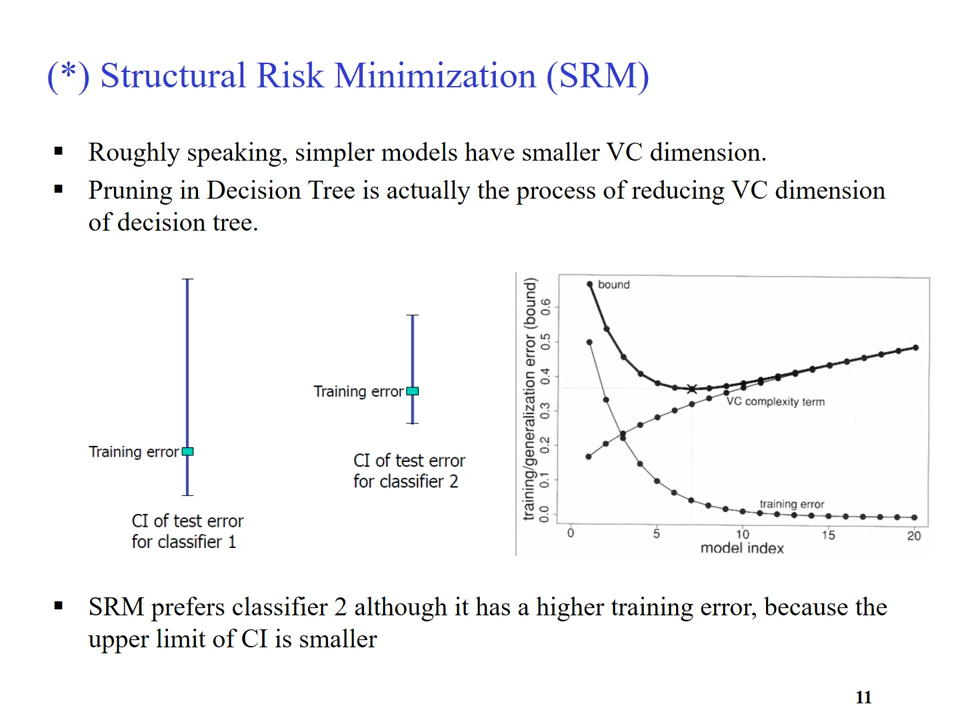 (*) Structural Risk Minimization (SRM)
▪ Roughly speaking, simpler models have smaller VC dimension.
▪ Pruning in Decision Tree is actually the process of reducing VC dimension
of decision tree.
Training error
CI of test error
for classifier 1
Training error
CI of test error
for classifier 2
training/generalization error (bound)
0.6
0.5
0.4
0.3
0.2
0.1
0.0
bound
VC complexity term
training error
0 5 10 15 20
model index
▪ SRM prefers classifier 2 although it has a higher training error, because the
upper limit of CI is smaller
11